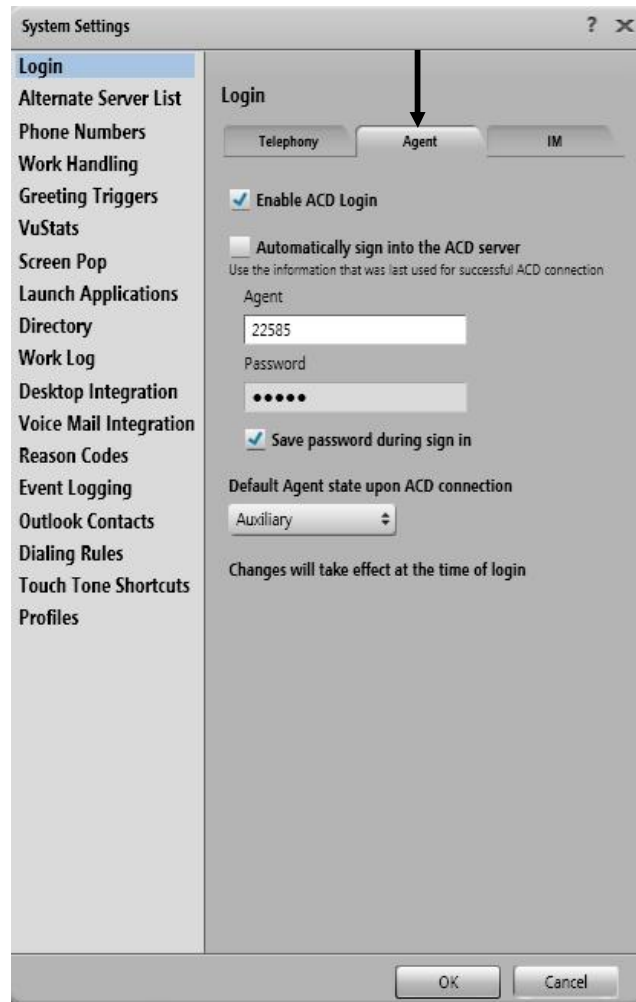 System Settings
?
Login
Alternate Server List
Phone Numbers
Work Handling
Greeting Triggers
VuStats
Screen Pop
Launch Applications
Directory
Work Log
Desktop Integration
Voice Mail Integration
Reason Codes
Event Logging
Outlook Contacts
Dialing Rules
Touch Tone Shortcuts
Profiles
Login
Telephony Agent IM
Enable ACD Login
Automatically sign into the ACD server
Use the information that was last used for successful ACD connection
Agent
22585
Password
•••••
Save password during sign in
Default Agent state upon ACD connection
Auxiliary
Changes will take effect at the time of login
OK Cancel